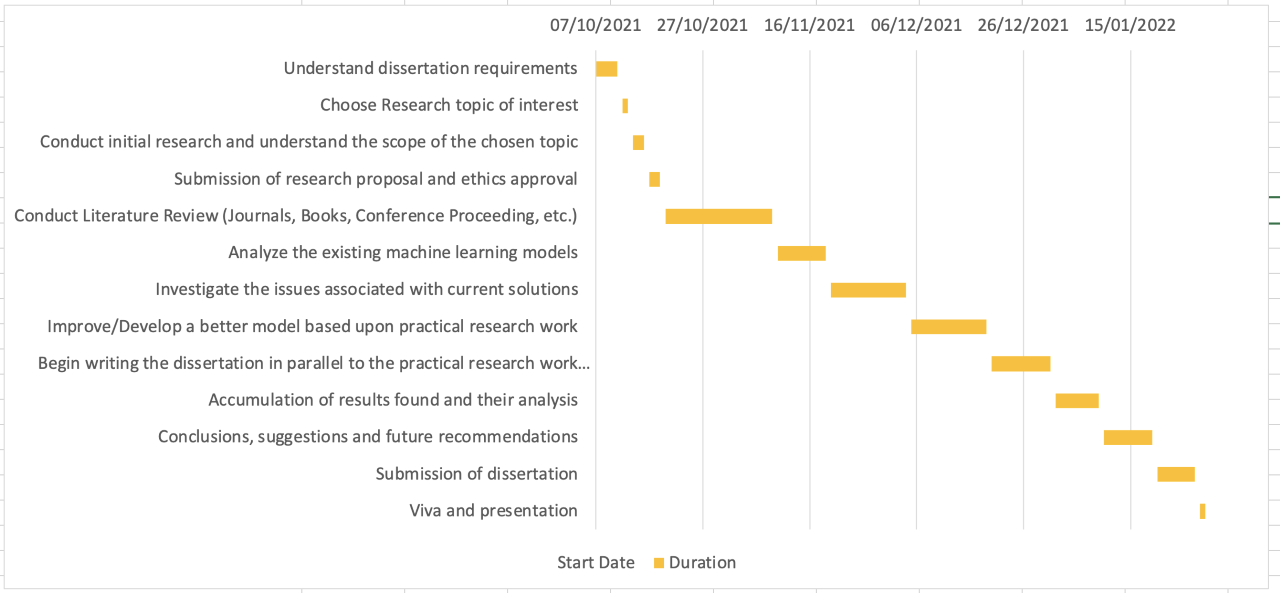 07/10/2021 27/10/2021 16/11/2021 06/12/2021 26/12/2021 15/01/2022
Understand dissertation requirements
Choose Research topic of interest
Conduct initial research and understand the scope of the chosen topic
Submission of research proposal and ethics approval
Conduct Literature Review (Journals, Books, Conference Proceeding, etc.)
Analyze the existing machine learning models
Investigate the issues associated with current solutions
Improve/Develop a better model based upon practical research work
Begin writing the dissertation in parallel to the practical research work...
Accumulation of results found and their analysis
Conclusions, suggestions and future recommendations
Submission of dissertation
Viva and presentation
Start Date Duration